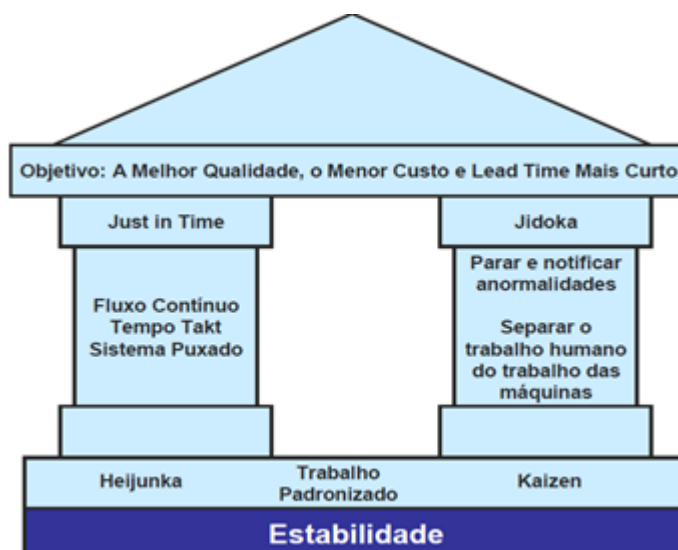 Objetivo: A Melhor Qualidade, o Menor Custo e Lead Time Mais Curto
Just in Time
Fluxo Contínuo
Tempo Takt
Sistema Puxado
Jidoka
Parar e notificar
anormalidades
Separar o
trabalho humano
do trabalho das
máquinas
Heijunka
Trabalho
Padronizado
Kaizen
Estabilidade